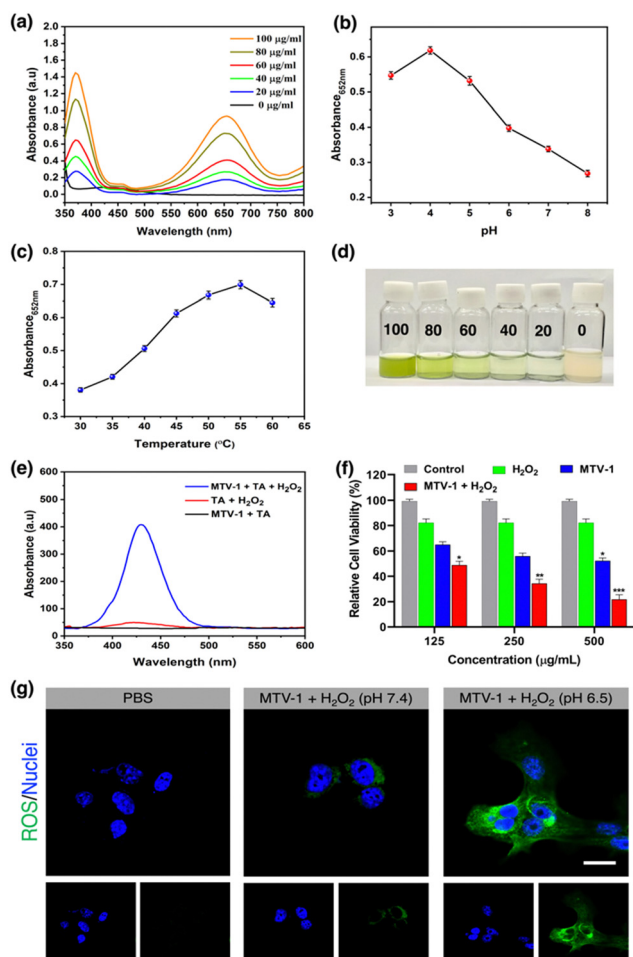 (a)
Absorbance (a.u)
2.0
1.8
1.6
1.4
1.2
1.0
0.8
0.6
0.4
0.2
0.0
100 µg/ml
80 µg/ml
60 µg/ml
40 µg/ml
20 µg/ml
0 µg/ml
350 400 450 500 550 600 650 700 750 800
Wavelength (nm)
(b)
Absorbance652nm
0.6
0.5
0.4
0.3
0.2
3 4 5 6 7 8
pH
(c)
Absorbance652nm
0.8
0.7
0.6
0.5
0.4
0.3
30 35 40 45 50 55 60 65
Temperature (°C)
(d)
100 80 60 40 20 0
(e)
Absorbance (a.u)
600
500
400
300
200
100
50
0
MTV-1 + TA + H₂O₂
TA + H₂O₂
MTV-1 + TA
350 400 450 500 550 600
Wavelength (nm)
(f)
Control H₂O₂ MTV-1
MTV-1 + H₂O₂
Relative Cell Viability (%)
120
100
80
60
40
20
0
* ** * ***
125 250 500
Concentration (µg/mL)
(g)
PBS MTV-1 + H₂O₂ (pH 7.4) MTV-1 + H₂O₂ (pH 6.5)
ROS/Nuclei